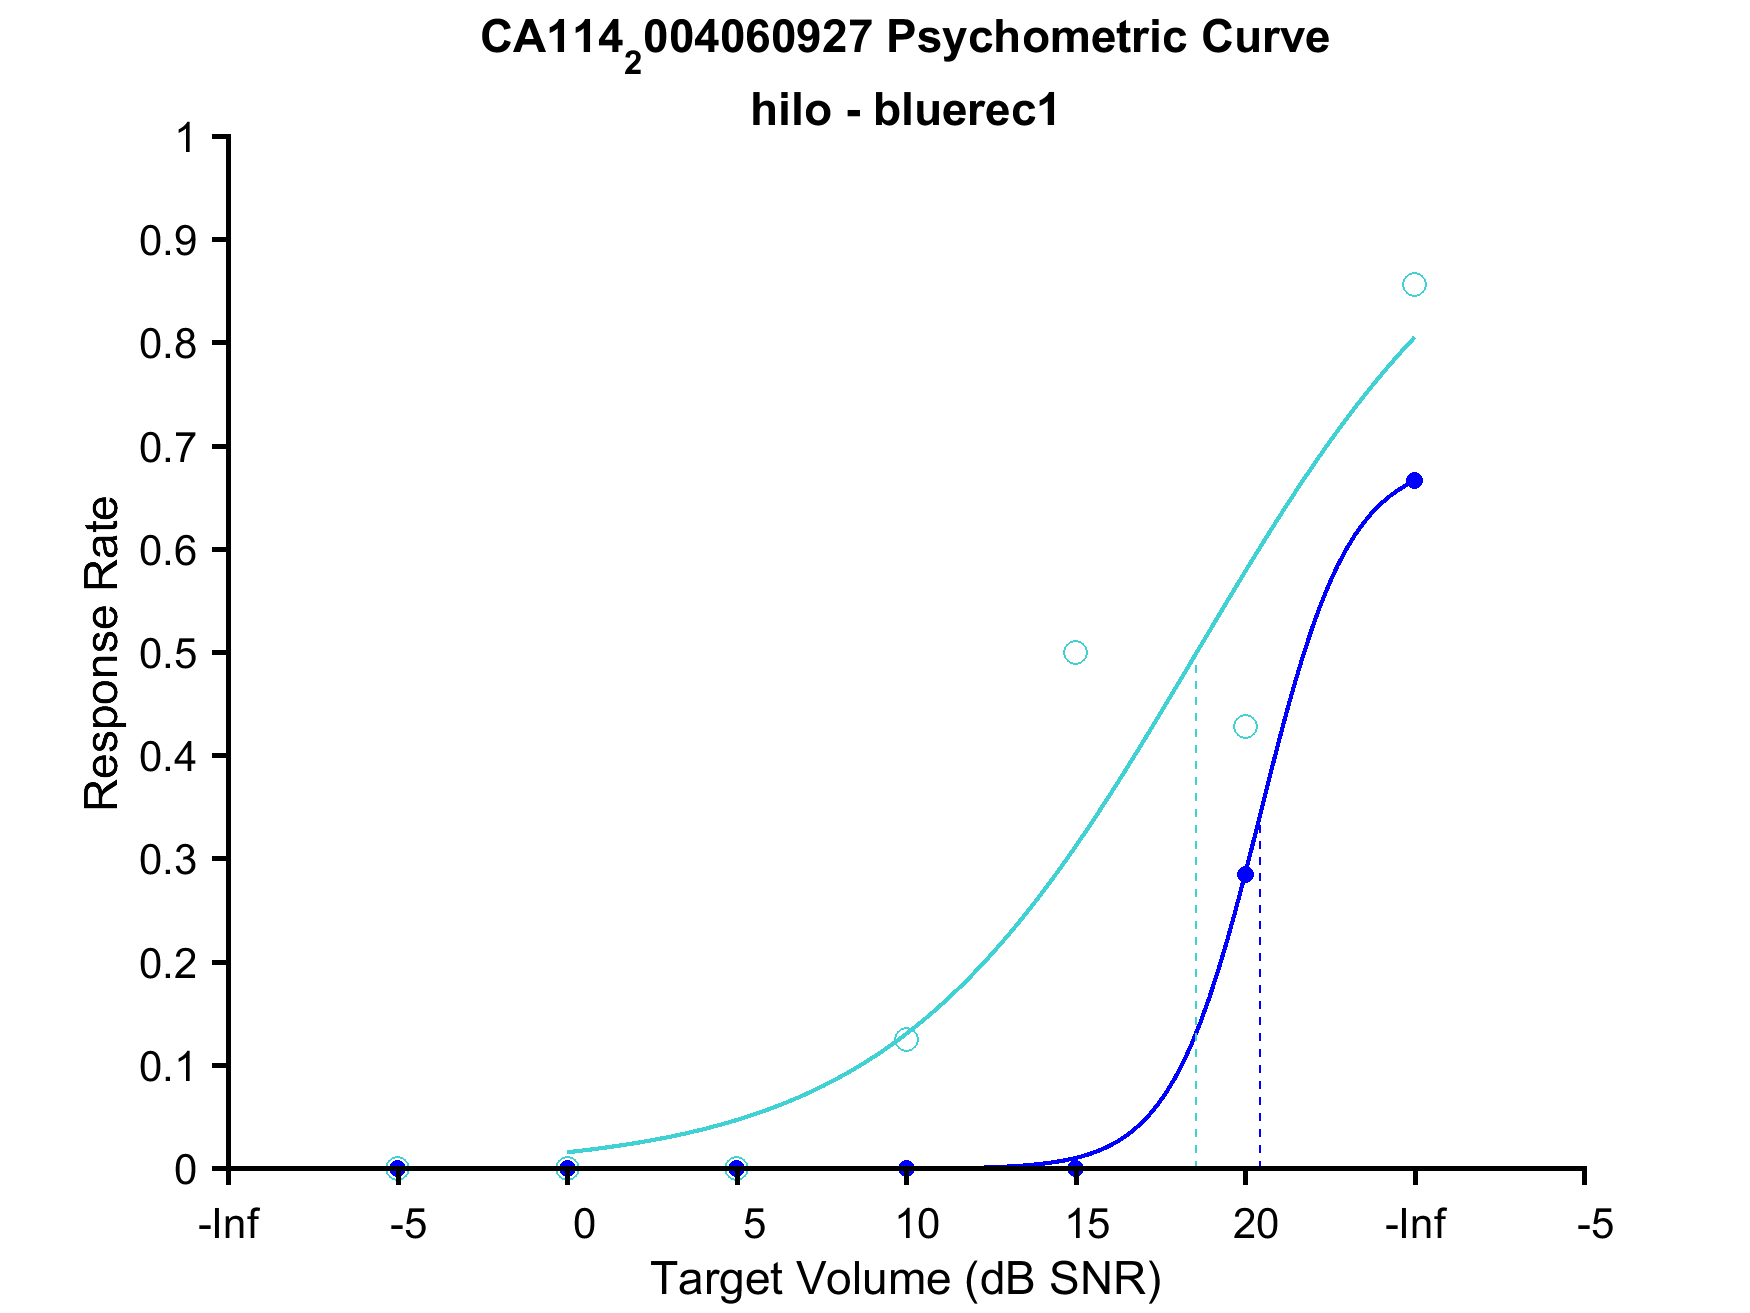 CA114₂004060927 Psychometric Curve
hilo - bluerec1
1
0.9
0.8
0.7
0.6
0.5
0.4
0.3
0.2
0.1
0
Response Rate
-Inf -5 0 5 10 15 20 -Inf -5
Target Volume (dB SNR)